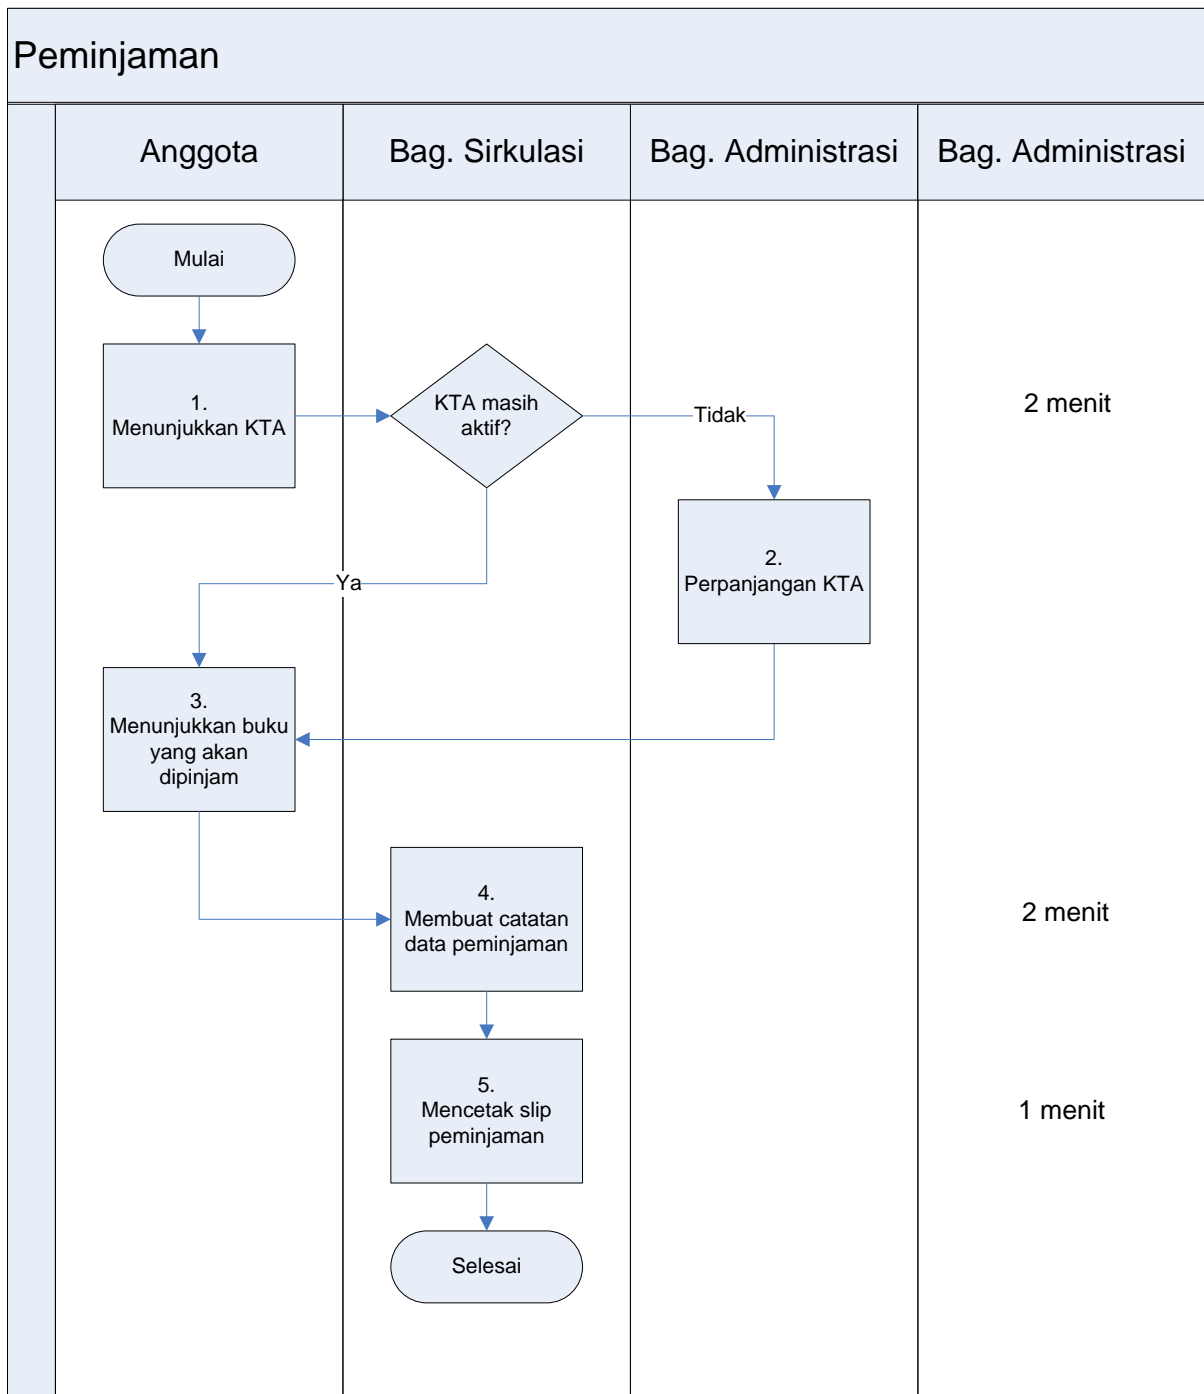 Peminjaman
Anggota
Bag. Sirkulasi
Bag. Administrasi
Bag. Administrasi
Mulai
1.
Menunjukkan KTA
KTA masih
aktif?
Tidak
2 menit
2.
Perpanjangan KTA
Ya
3.
Menunjukkan buku
yang akan
dipinjam
4.
Membuat catatan
data peminjaman
2 menit
5.
Mencetak slip
peminjaman
1 menit
Selesai